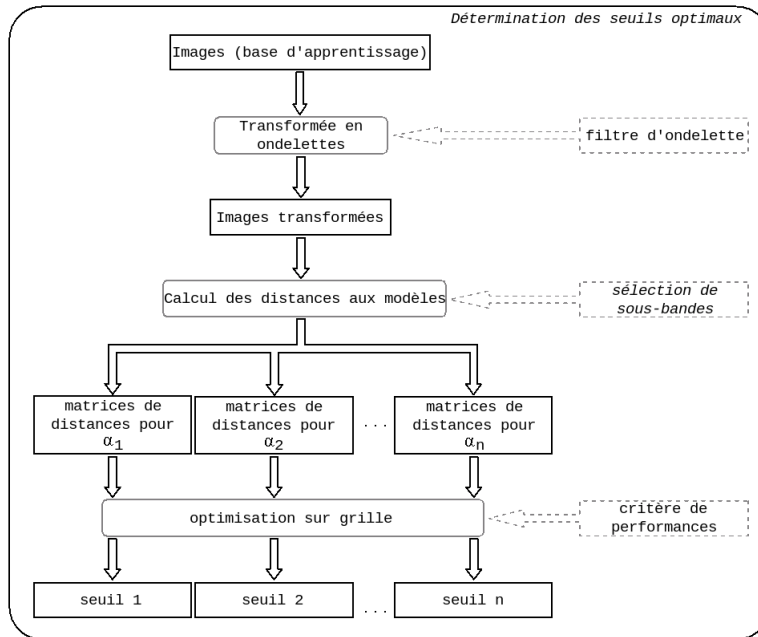 Détermination des seuils optimaux
Images (base d'apprentissage)
Transformée en
ondelettes
filtre d'ondelette
Images transformées
Calcul des distances aux modèles
sélection de
sous-bandes
matrices de
distances pour
α1
matrices de
distances pour
α2
...
matrices de
distances pour
αn
optimisation sur grille
critère de
performances
seuil 1
seuil 2
...
seuil n